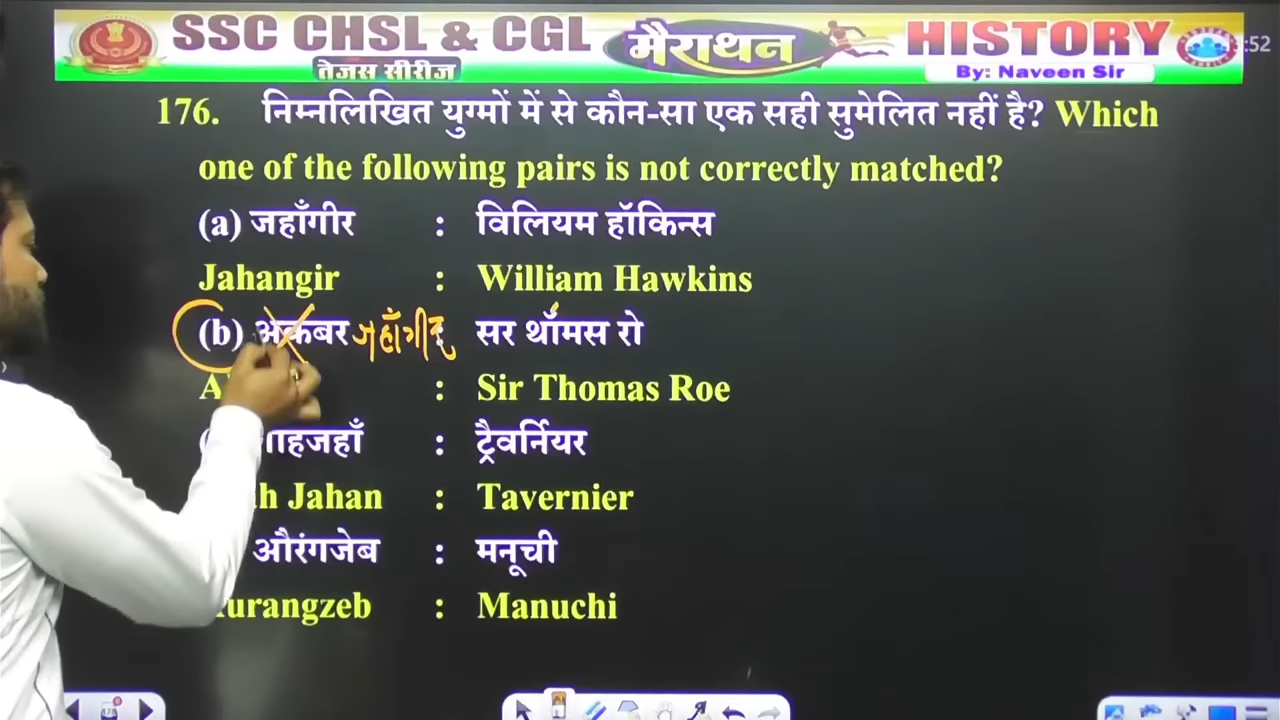 SSC CHSL & CGL मैराथन HISTORY
तेजस सीरीज By: Naveen Sir
:52
176. निम्नलिखित युग्मों में से कौन-सा एक सही सुमेलित नहीं है? Which
one of the following pairs is not correctly matched?
(a) जहाँगीर : विलियम हॉकिन्स
Jahangir : William Hawkins
(b) अकबर जहाँगीर : सर थॉमस रो
: Sir Thomas Roe
: ट्रैवर्नियर
Jahan : Tavernier
औरंगजेब : मनूची
: Manuchi